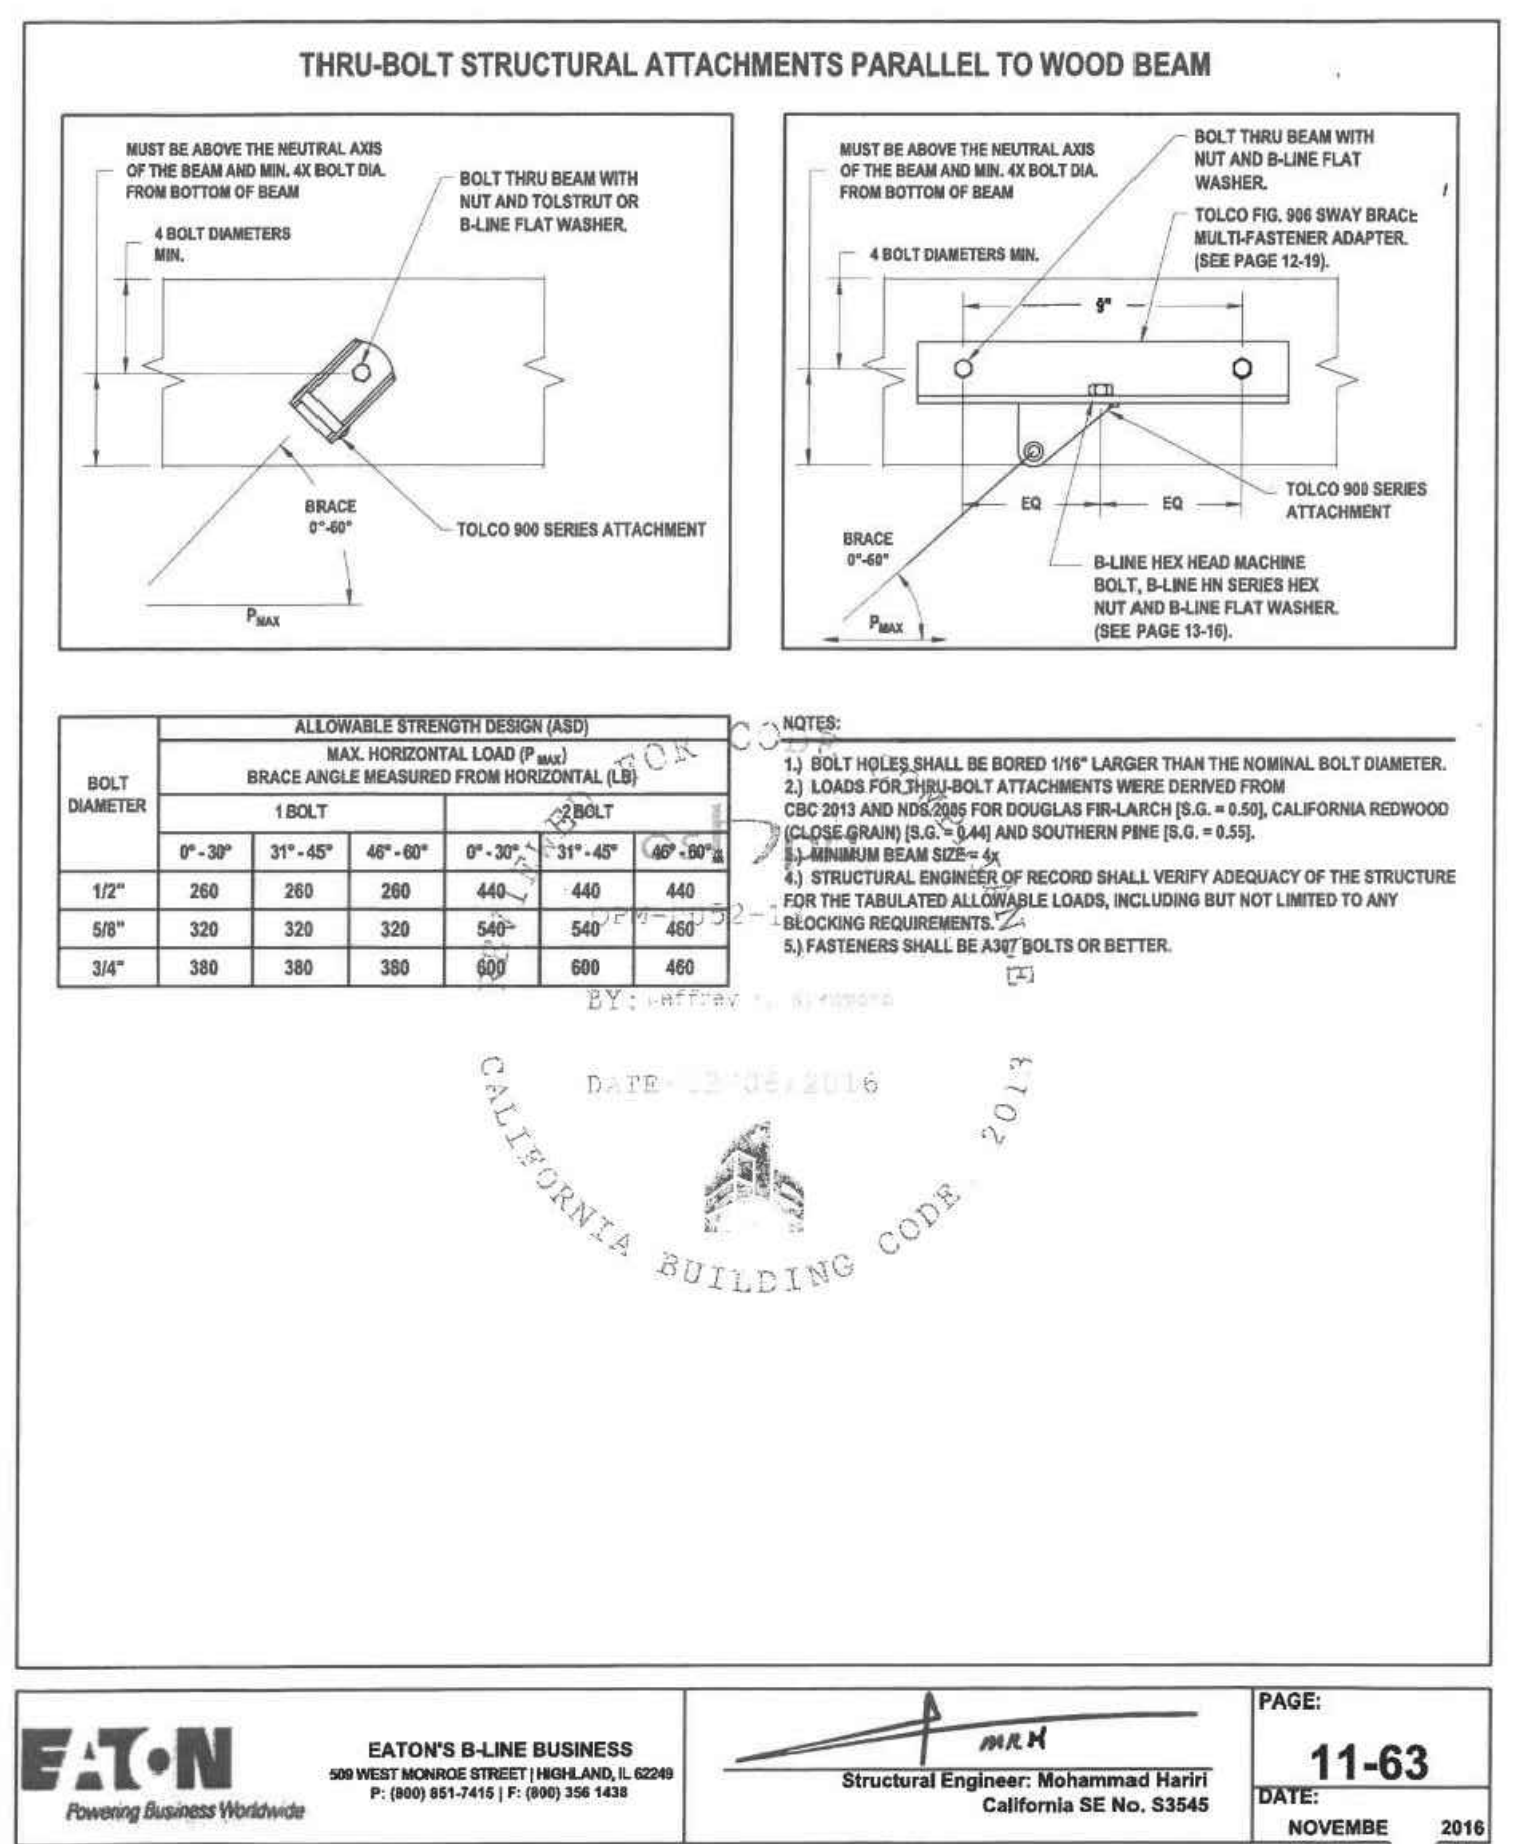 THRU-BOLT STRUCTURAL ATTACHMENTS PARALLEL TO WOOD BEAM
MUST BE ABOVE THE NEUTRAL AXIS
OF THE BEAM AND MIN. 4X BOLT DIA.
FROM BOTTOM OF BEAM
4 BOLT DIAMETERS
MIN.
BOLT THRU BEAM WITH
NUT AND TOLSTRUT OR
B-LINE FLAT WASHER.
BRACE
0°-60°
TOLCO 900 SERIES ATTACHMENT
PMAX
MUST BE ABOVE THE NEUTRAL AXIS
OF THE BEAM AND MIN. 4X BOLT DIA.
FROM BOTTOM OF BEAM
4 BOLT DIAMETERS MIN.
BOLT THRU BEAM WITH
NUT AND B-LINE FLAT
WASHER.
TOLCO FIG. 906 SWAY BRACE
MULTI-FASTENER ADAPTER.
(SEE PAGE 12-19).
9"
EQ EQ
TOLCO 900 SERIES
ATTACHMENT
BRACE
0°-60°
PMAX
B-LINE HEX HEAD MACHINE
BOLT, B-LINE HN SERIES HEX
NUT AND B-LINE FLAT WASHER.
(SEE PAGE 13-16).
BOLT
DIAMETER
ALLOWABLE STRENGTH DESIGN (ASD)
MAX. HORIZONTAL LOAD (PMAX)
BRACE ANGLE MEASURED FROM HORIZONTAL (LB)
1 BOLT 2 BOLT
0°-30° 31°-45° 46°-60° 0°-30° 31°-45° 46°-60°
1/2" 260 260 260 440 440 440
5/8" 320 320 320 540 540 460
3/4" 380 380 380 600 600 460
NOTES:
1.) BOLT HOLES SHALL BE BORED 1/16" LARGER THAN THE NOMINAL BOLT DIAMETER.
2.) LOADS FOR THRU-BOLT ATTACHMENTS WERE DERIVED FROM
CBC 2013 AND NDS 2005 FOR DOUGLAS FIR-LARCH [S.G. = 0.50], CALIFORNIA REDWOOD
(CLOSE GRAIN) [S.G. = 0.44] AND SOUTHERN PINE [S.G. = 0.55].
3.) MINIMUM BEAM SIZE = 4x
4.) STRUCTURAL ENGINEER OF RECORD SHALL VERIFY ADEQUACY OF THE STRUCTURE
FOR THE TABULATED ALLOWABLE LOADS, INCLUDING BUT NOT LIMITED TO ANY
BLOCKING REQUIREMENTS.
5.) FASTENERS SHALL BE A307 BOLTS OR BETTER.
REVIEWED FOR CODE
BY: Jeffrey
DATE 2016
CALIFORNIA BUILDING CODE 2013
EATON
Powering Business Worldwide
EATON'S B-LINE BUSINESS
509 WEST MONROE STREET | HIGHLAND, IL 62249
P: (800) 851-7415 | F: (800) 356 1438
MRH
Structural Engineer: Mohammad Hariri
California SE No. S3545
PAGE:
11-63
DATE:
NOVEMBE 2016